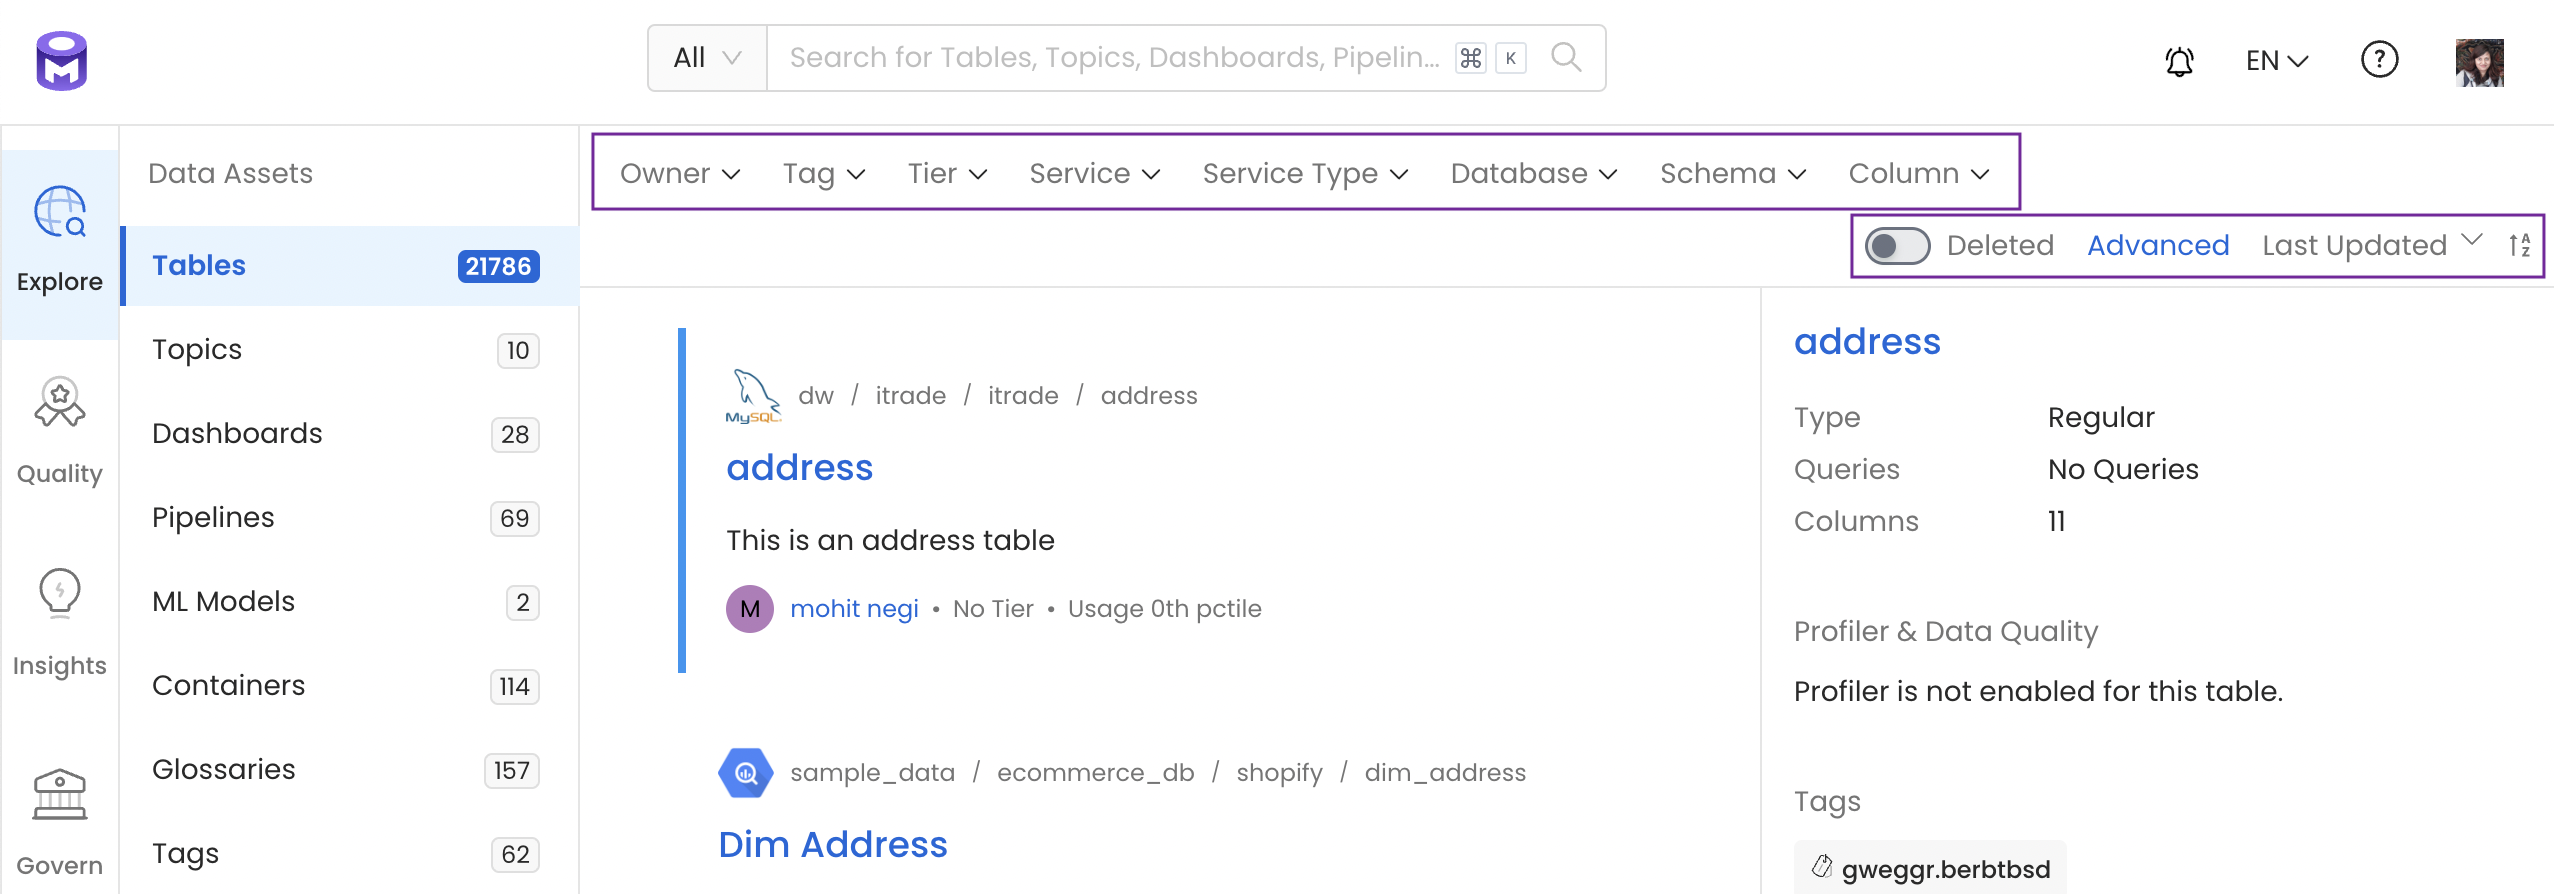 All
Search for Tables, Topics, Dashboards, Pipelin... ⌘ K
EN
?
Explore
Quality
Insights
Govern
Data Assets
Tables 21786
Topics 10
Dashboards 28
Pipelines 69
ML Models 2
Containers 114
Glossaries 157
Tags 62
Owner Tag Tier Service Service Type Database Schema Column
Deleted Advanced Last Updated AZ
MySQL dw / itrade / itrade / address
address
This is an address table
M mohit negi • No Tier • Usage 0th pctile
sample_data / ecommerce_db / shopify / dim_address
Dim Address
address
Type Regular
Queries No Queries
Columns 11
Profiler & Data Quality
Profiler is not enabled for this table.
Tags
gweggr.berbtbsd